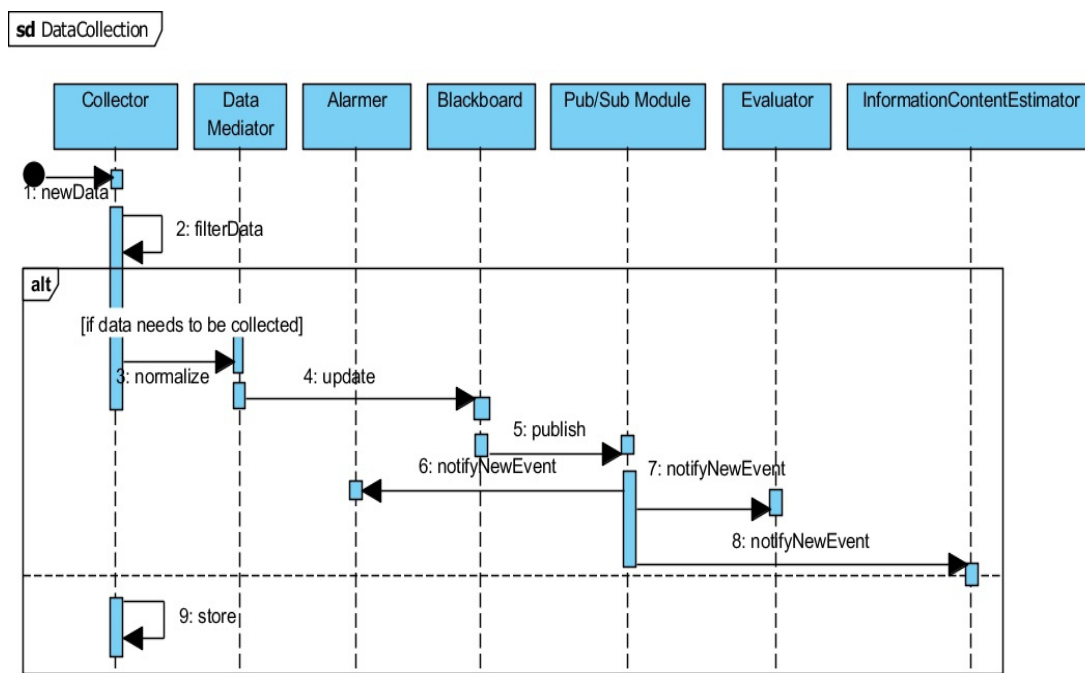 sd DataCollection
Collector
Data
Mediator
Alarmer
Blackboard
Pub/Sub Module
Evaluator
InformationContentEstimator
1: newData
2: filterData
alt
[if data needs to be collected]
3: normalize
4: update
5: publish
6: notifyNewEvent
7: notifyNewEvent
8: notifyNewEvent
9: store